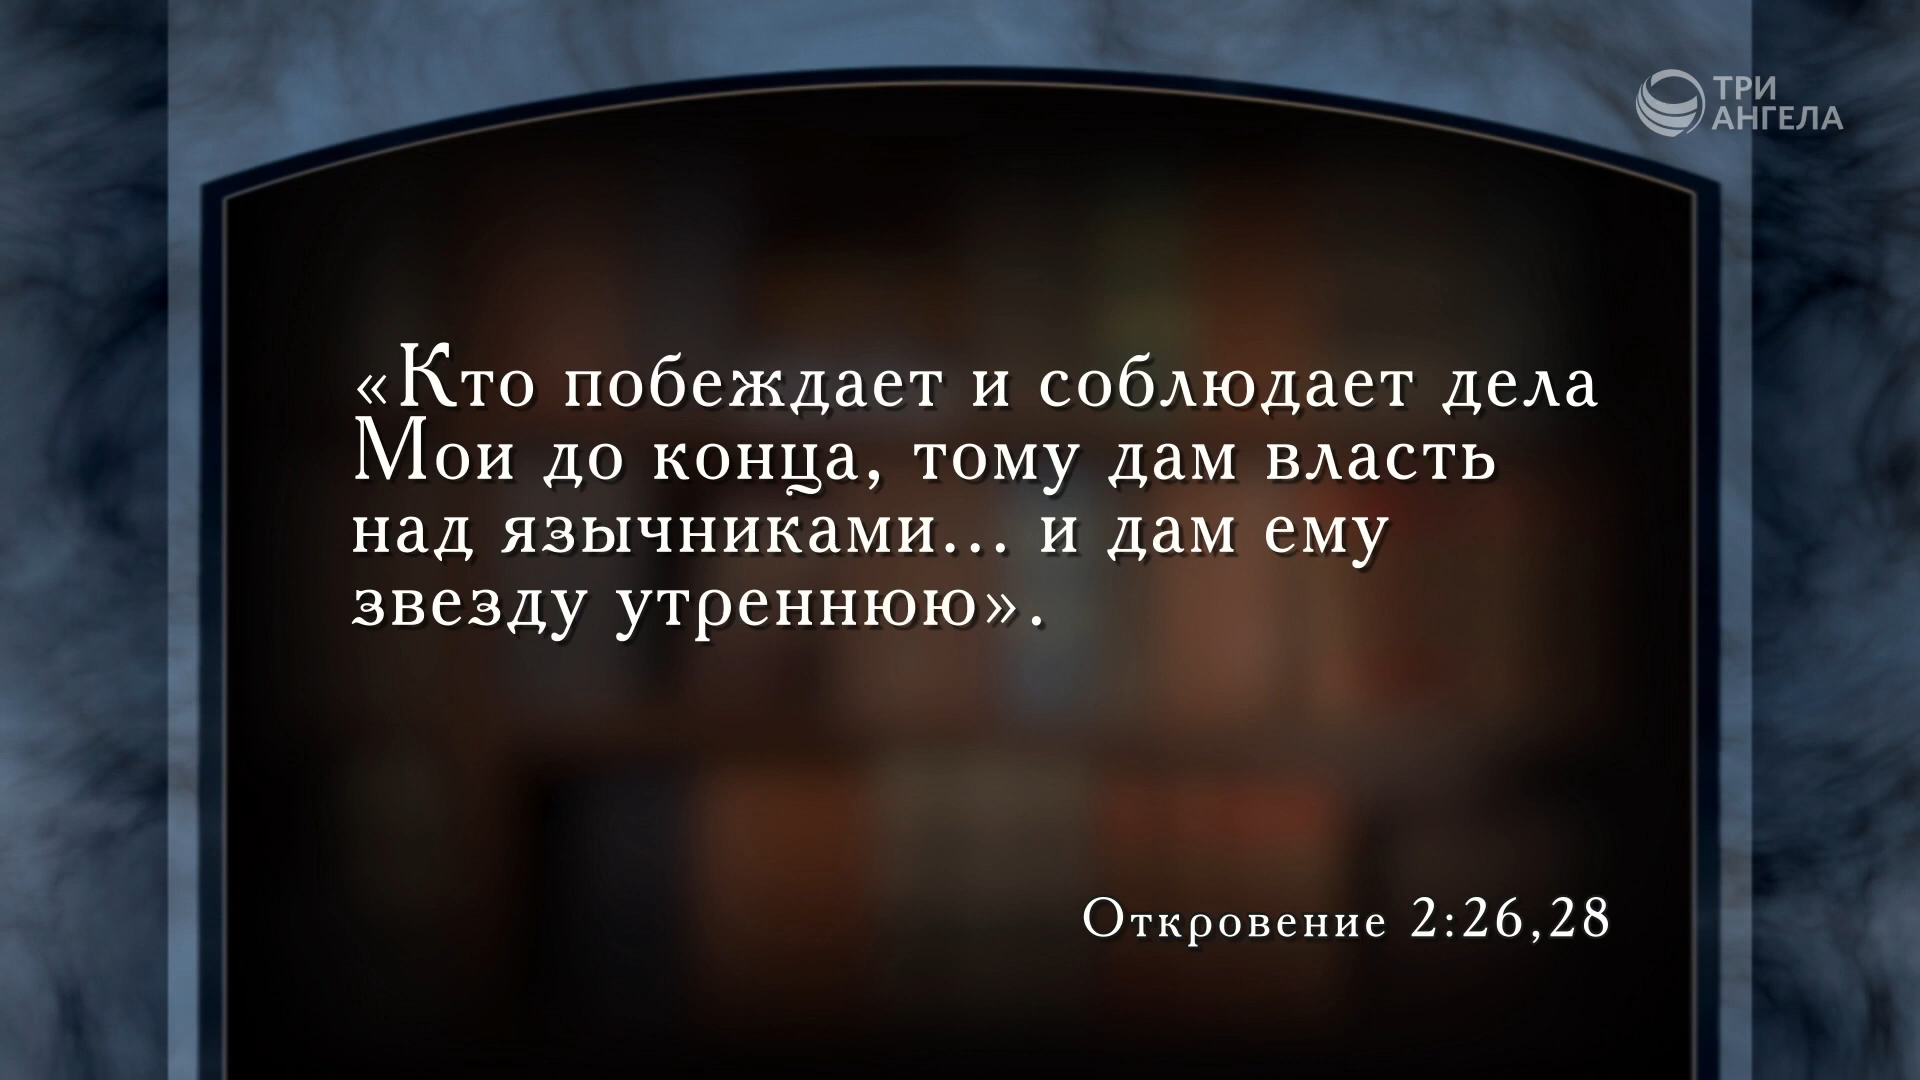 ТРИ
АНГЕЛА
«Кто побеждает и соблюдает дела
Мои до конца, тому дам власть
над язычниками... и дам ему
звезду утреннюю».
Откровение 2:26,28